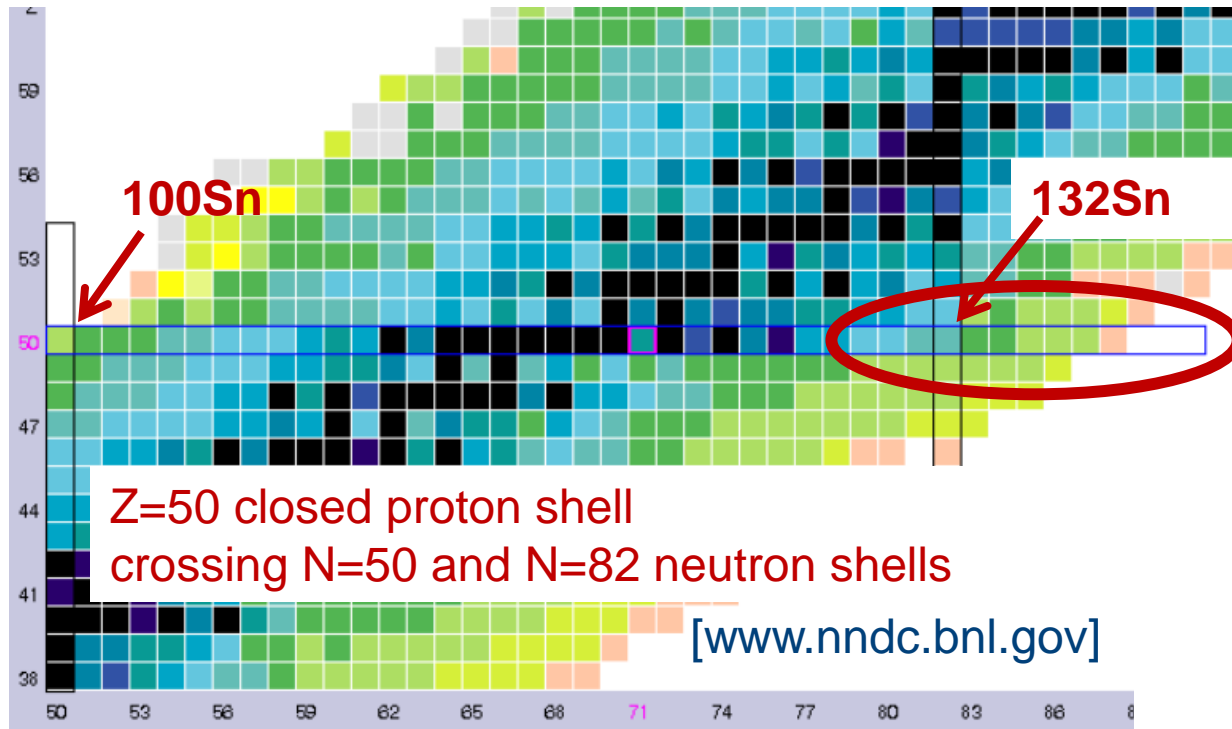 Z
59
56
100Sn
132Sn
53
50
47
Z=50 closed proton shell
44
crossing N=50 and N=82 neutron shells
41
[www.nndc.bnl.gov]
38
50 53 56 59 62 65 68 71 74 77 80 83 86